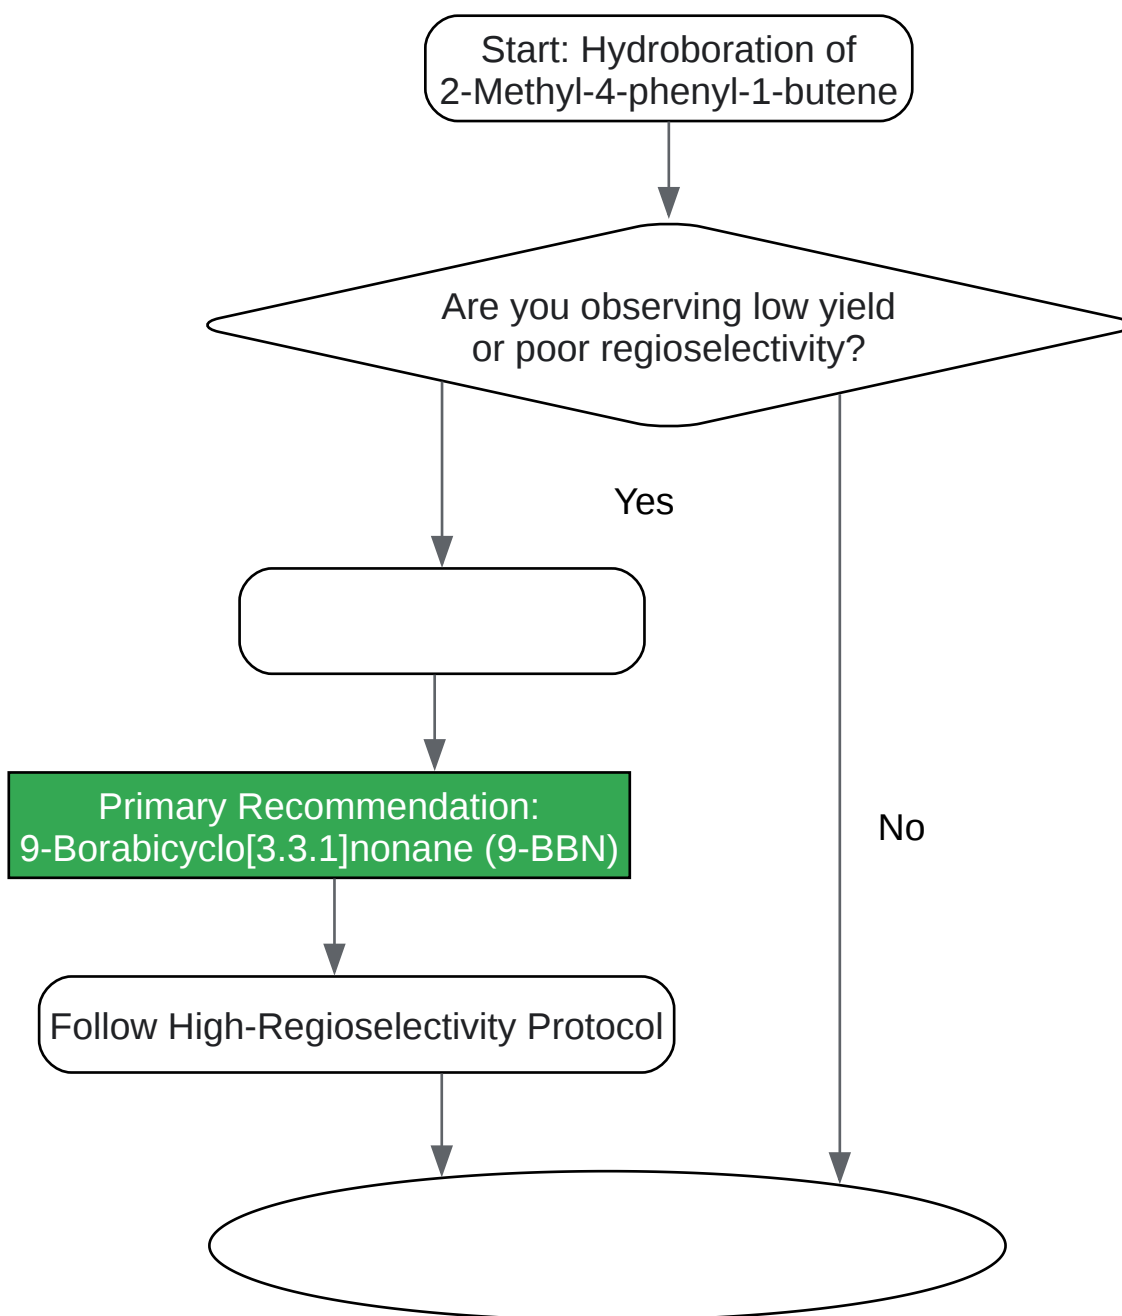 Start: Hydroboration of
2-Methyl-4-phenyl-1-butene
Are you observing low yield
or poor regioselectivity?
Yes
Primary Recommendation:
9-Borabicyclo[3.3.1]nonane (9-BBN)
No
Follow High-Regioselectivity Protocol